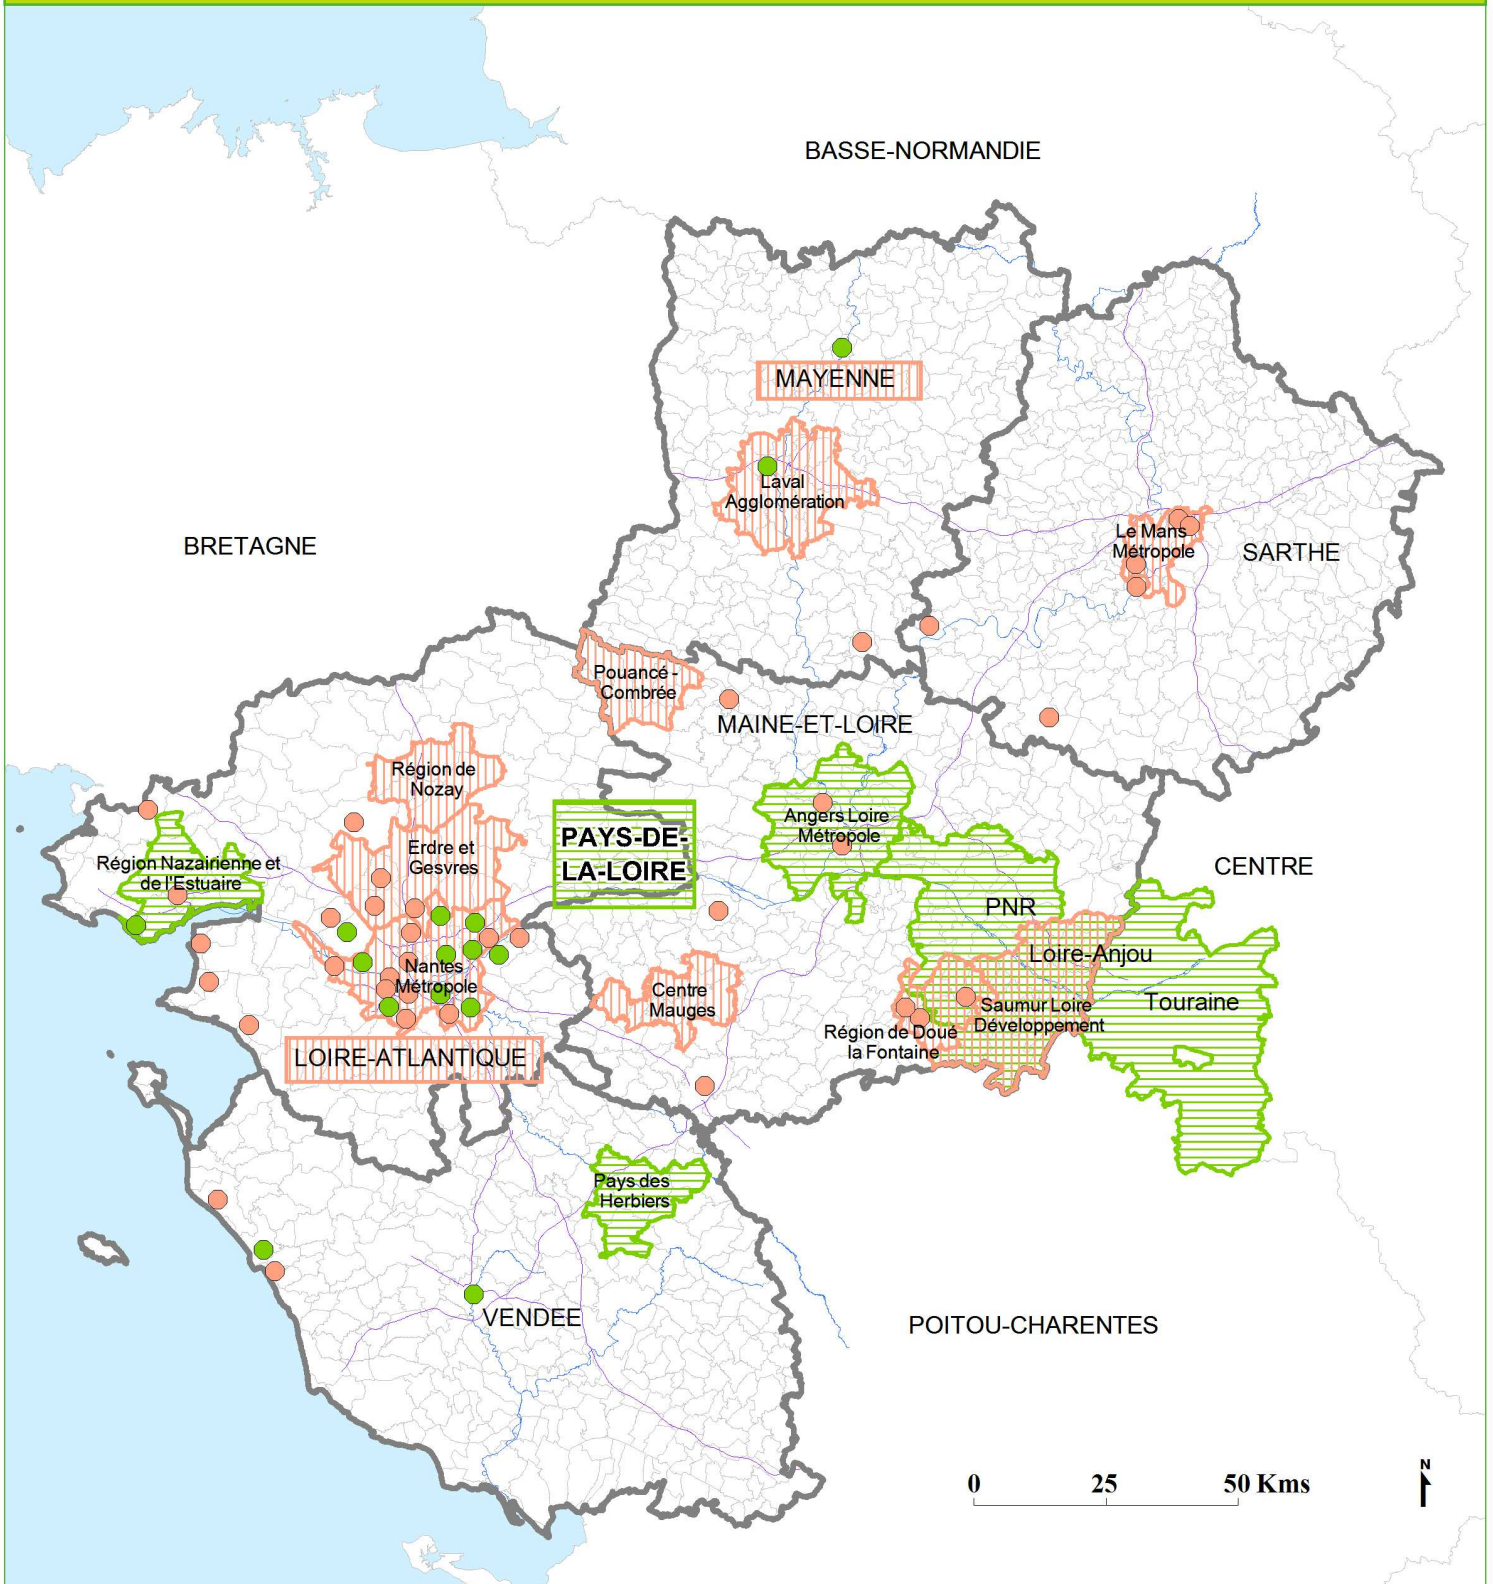 BASSE-NORMANDIE
MAYENNE
Laval
Agglomération
BRETAGNE
Le Mans
Métropole
SARTHE
Pouancé -
Combrée
MAINE-ET-LOIRE
Région de
Nozay
Angers Loire
Métropole
PAYS-DE-
LA-LOIRE
Erdre et
Gesvres
Région Nazairienne et
de l'Estuaire
CENTRE
PNR
Loire-Anjou
Touraine
Nantes
Métropole
Centre
Mauges
Saumur Loire
Développement
Région de Doué
la Fontaine
LOIRE-ATLANTIQUE
Pays des
Herbiers
VENDEE
POITOU-CHARENTES
N
0 25 50 Kms